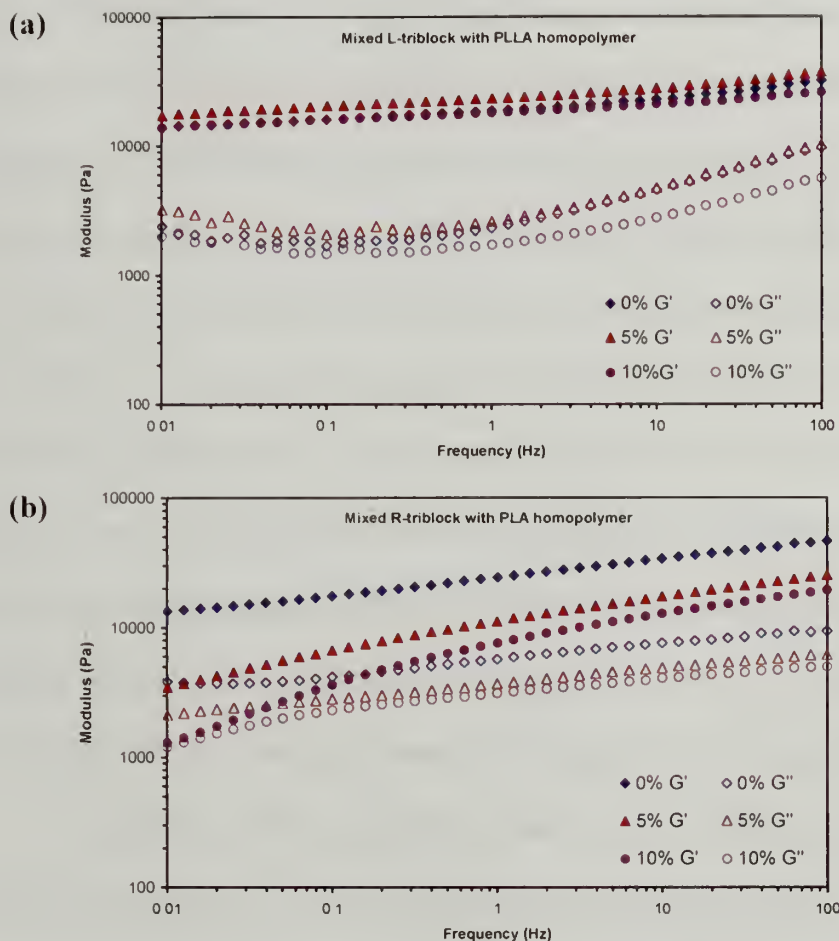 (a)
Mixed L-triblock with PLLA homopolymer
100000
10000
1000
100
Modulus (Pa)
0% G' 0% G"
5% G' 5% G"
10%G' 10% G"
0 01 0 1 1 10 100
Frequency (Hz)
(b)
Mixed R-triblock with PLA homopolymer
100000
10000
1000
100
Modulus (Pa)
0% G' 0% G"
5% G' 5% G"
10% G' 10% G"
0 01 0 1 1 10 100
Frequency (Hz)